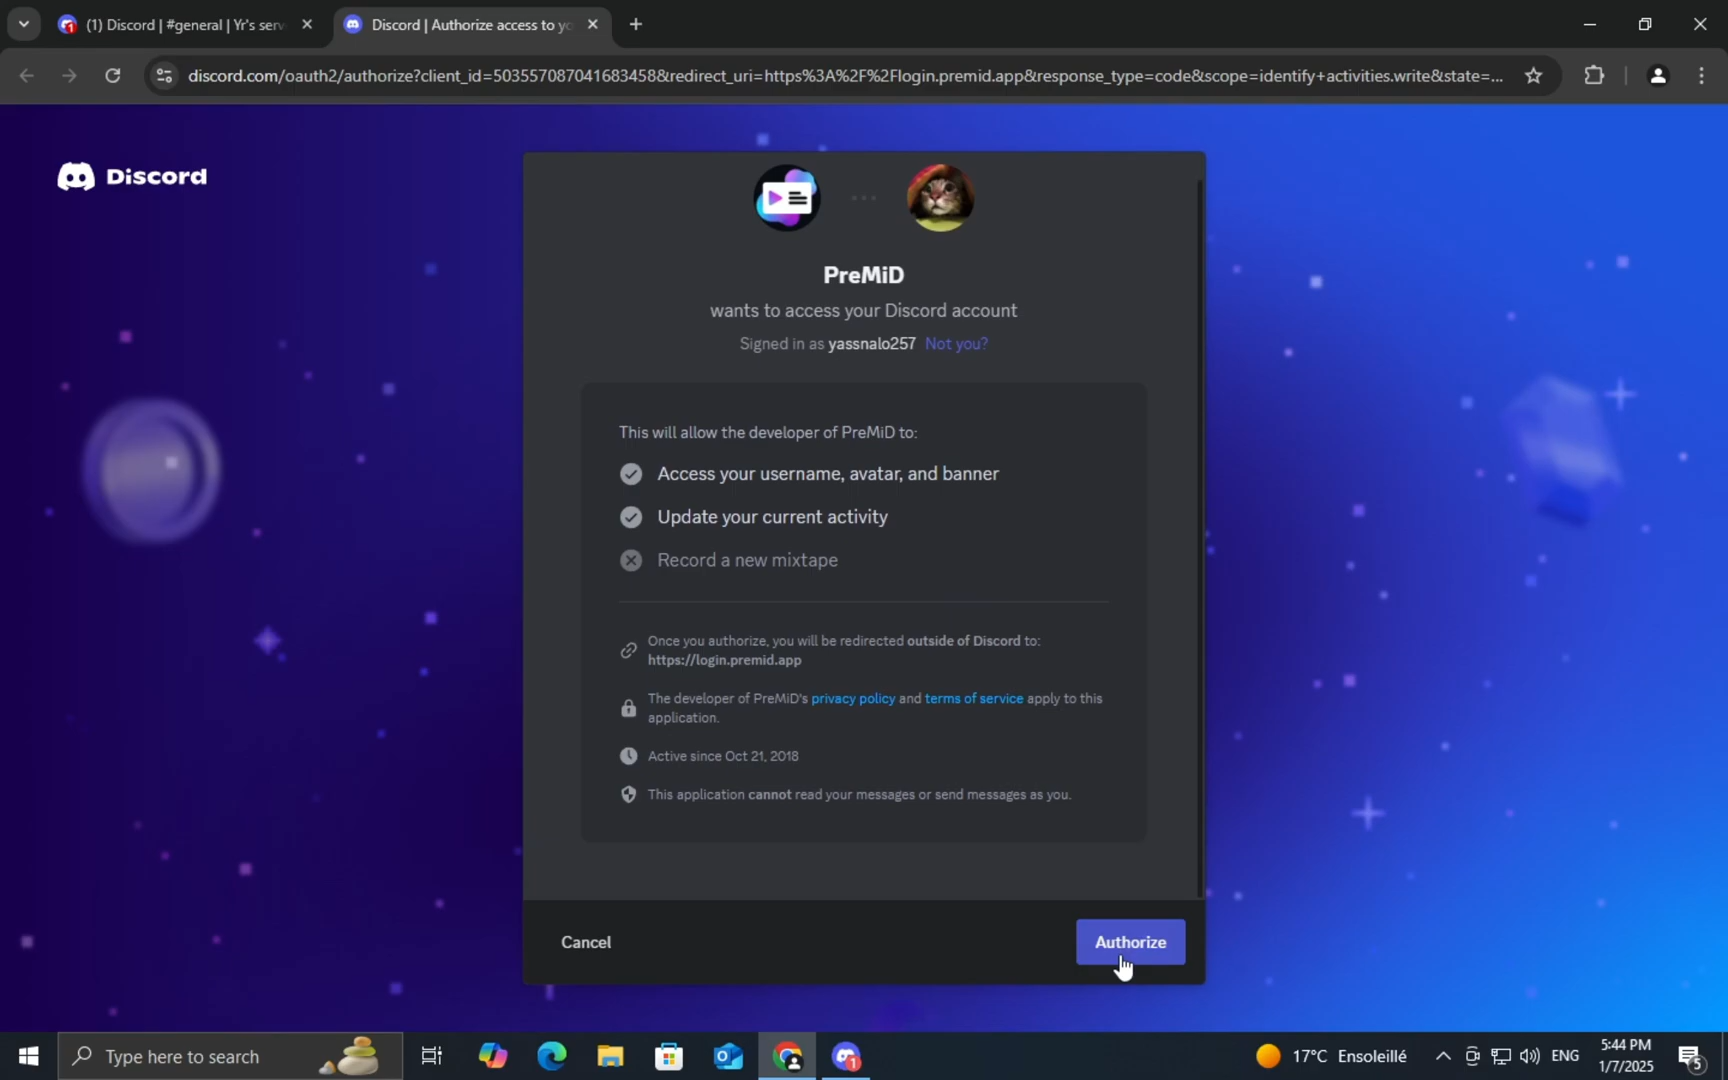 (1) Discord | #general | Yr's serv
Discord | Authorize access to yo
discord.com/oauth2/authorize?client_id=503557087041683458&redirect_uri=https%3A%2F%2Flogin.premid.app&response_type=code&scope=identify+activities.write&state=...
Discord
PreMiD
wants to access your Discord account
Signed in as yassnalo257 Not you?
This will allow the developer of PreMiD to:
Access your username, avatar, and banner
Update your current activity
Record a new mixtape
Once you authorize, you will be redirected outside of Discord to:
https://login.premid.app
The developer of PreMiD's privacy policy and terms of service apply to this
application.
Active since Oct 21, 2018
This application cannot read your messages or send messages as you.
Cancel
Authorize
Type here to search
1
17°C Ensoleillé
ENG
5:44 PM
1/7/2025
5